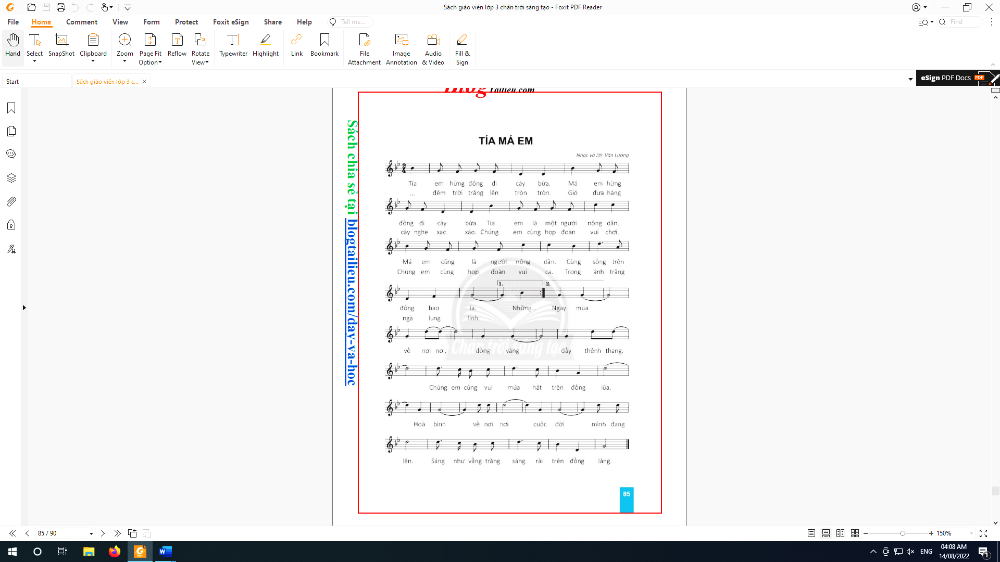 Sách giáo viên lớp 3 chân trời sáng tạo - Foxit PDF Reader
File Home Comment View Form Protect Foxit eSign Share Help Tell me... Find
Hand Select SnapShot Clipboard Zoom Page Fit Option Reflow Rotate View Typewriter Highlight Link Bookmark File Attachment Image Annotation Audio & Video Fill & Sign
Start Sách giáo viên lớp 3 c... eSign PDF Docs PDF
Blog Tailieu.com
Sách chia sẻ tại blogtailieu.com/day-va-hoc
TÍA MÁ EM
Nhạc và lời: Văn Lương
2
4
Tía em hừng đông đi cày bừa. Má em hừng
... đêm trời trăng lên tròn tròn. Gió đưa hàng
đông đi cày bừa. Tía em là một người nông dân.
cây nghe xạc xào. Chúng em cùng họp đoàn vui chơi.
Má em cũng là người nông dân. Cùng sống trên
Chúng em cùng họp đoàn vui ca. Trong ánh trăng
1. 2.
đồng bao la. Những... Ngày mùa
ngà lung linh.
về nơi nơi, đồng vàng đầy thênh thang.
Chân trời sáng tạo
Chúng em cùng vui múa hát trên đồng lúa.
Hoà bình về nơi nơi cuộc đời mình đang
lên. Sáng như vầng trăng sáng rải trên đồng làng.
85
85 / 90 150%
ENG 04:08 AM
14/08/2022 1